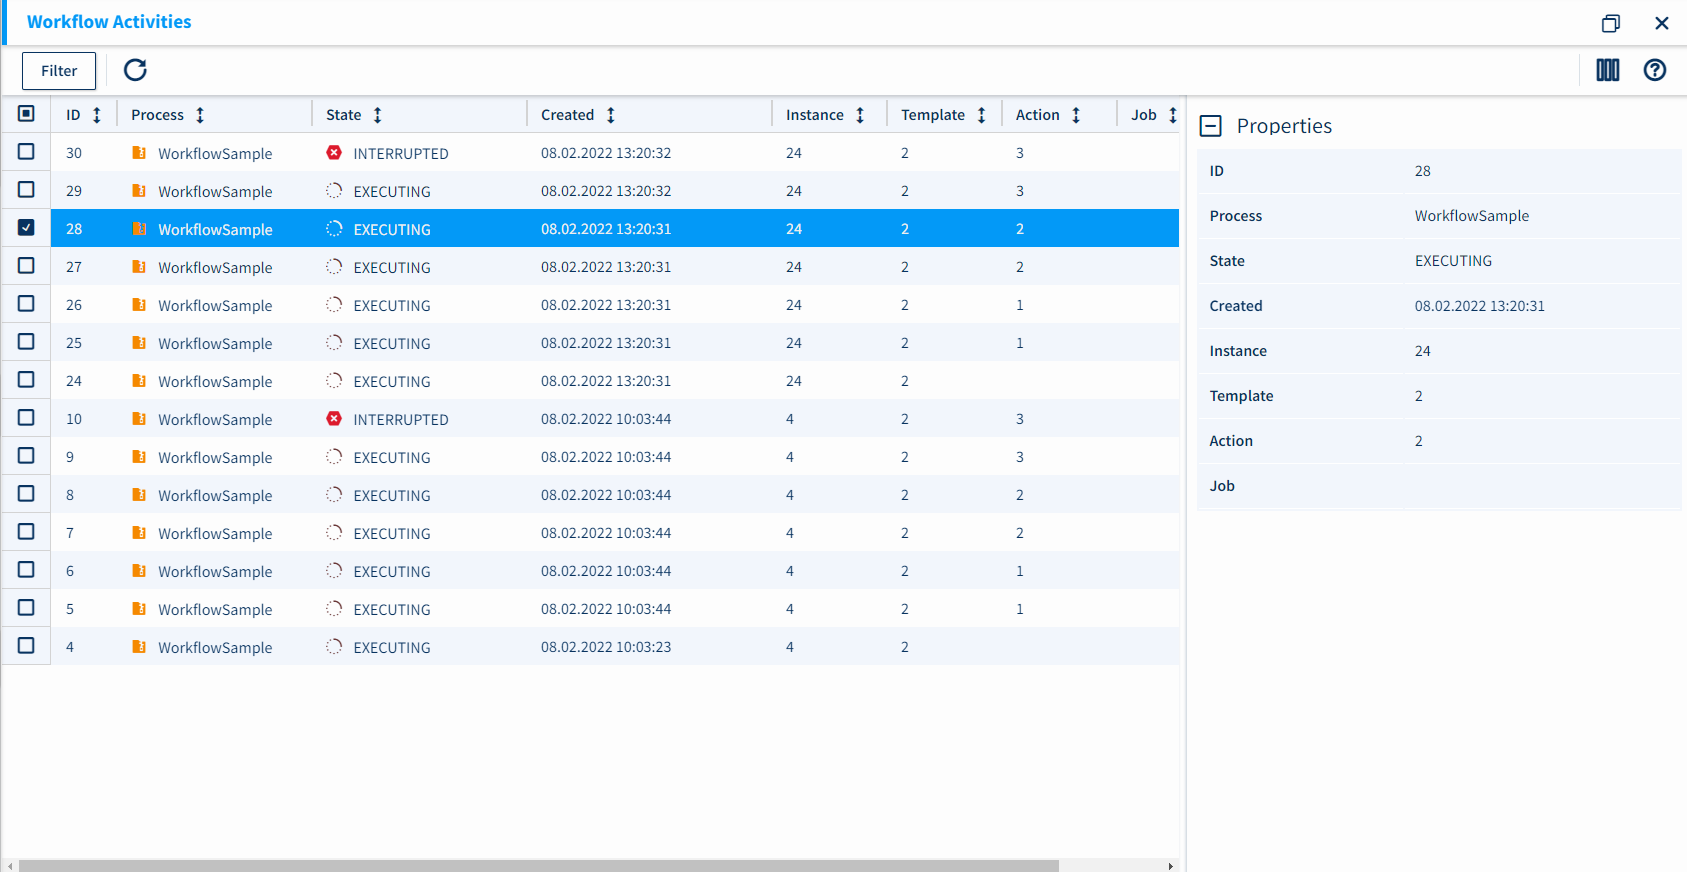 Workflow Activities
Filter
ID Process State Created Instance Template Action Job
30 WorkflowSample INTERRUPTED 08.02.2022 13:20:32 24 2 3
29 WorkflowSample EXECUTING 08.02.2022 13:20:32 24 2 3
28 WorkflowSample EXECUTING 08.02.2022 13:20:31 24 2 2
27 WorkflowSample EXECUTING 08.02.2022 13:20:31 24 2 2
26 WorkflowSample EXECUTING 08.02.2022 13:20:31 24 2 1
25 WorkflowSample EXECUTING 08.02.2022 13:20:31 24 2 1
24 WorkflowSample EXECUTING 08.02.2022 13:20:31 24 2
10 WorkflowSample INTERRUPTED 08.02.2022 10:03:44 4 2 3
9 WorkflowSample EXECUTING 08.02.2022 10:03:44 4 2 3
8 WorkflowSample EXECUTING 08.02.2022 10:03:44 4 2 2
7 WorkflowSample EXECUTING 08.02.2022 10:03:44 4 2 2
6 WorkflowSample EXECUTING 08.02.2022 10:03:44 4 2 1
5 WorkflowSample EXECUTING 08.02.2022 10:03:44 4 2 1
4 WorkflowSample EXECUTING 08.02.2022 10:03:23 4 2
Properties
ID 28
Process WorkflowSample
State EXECUTING
Created 08.02.2022 13:20:31
Instance 24
Template 2
Action 2
Job